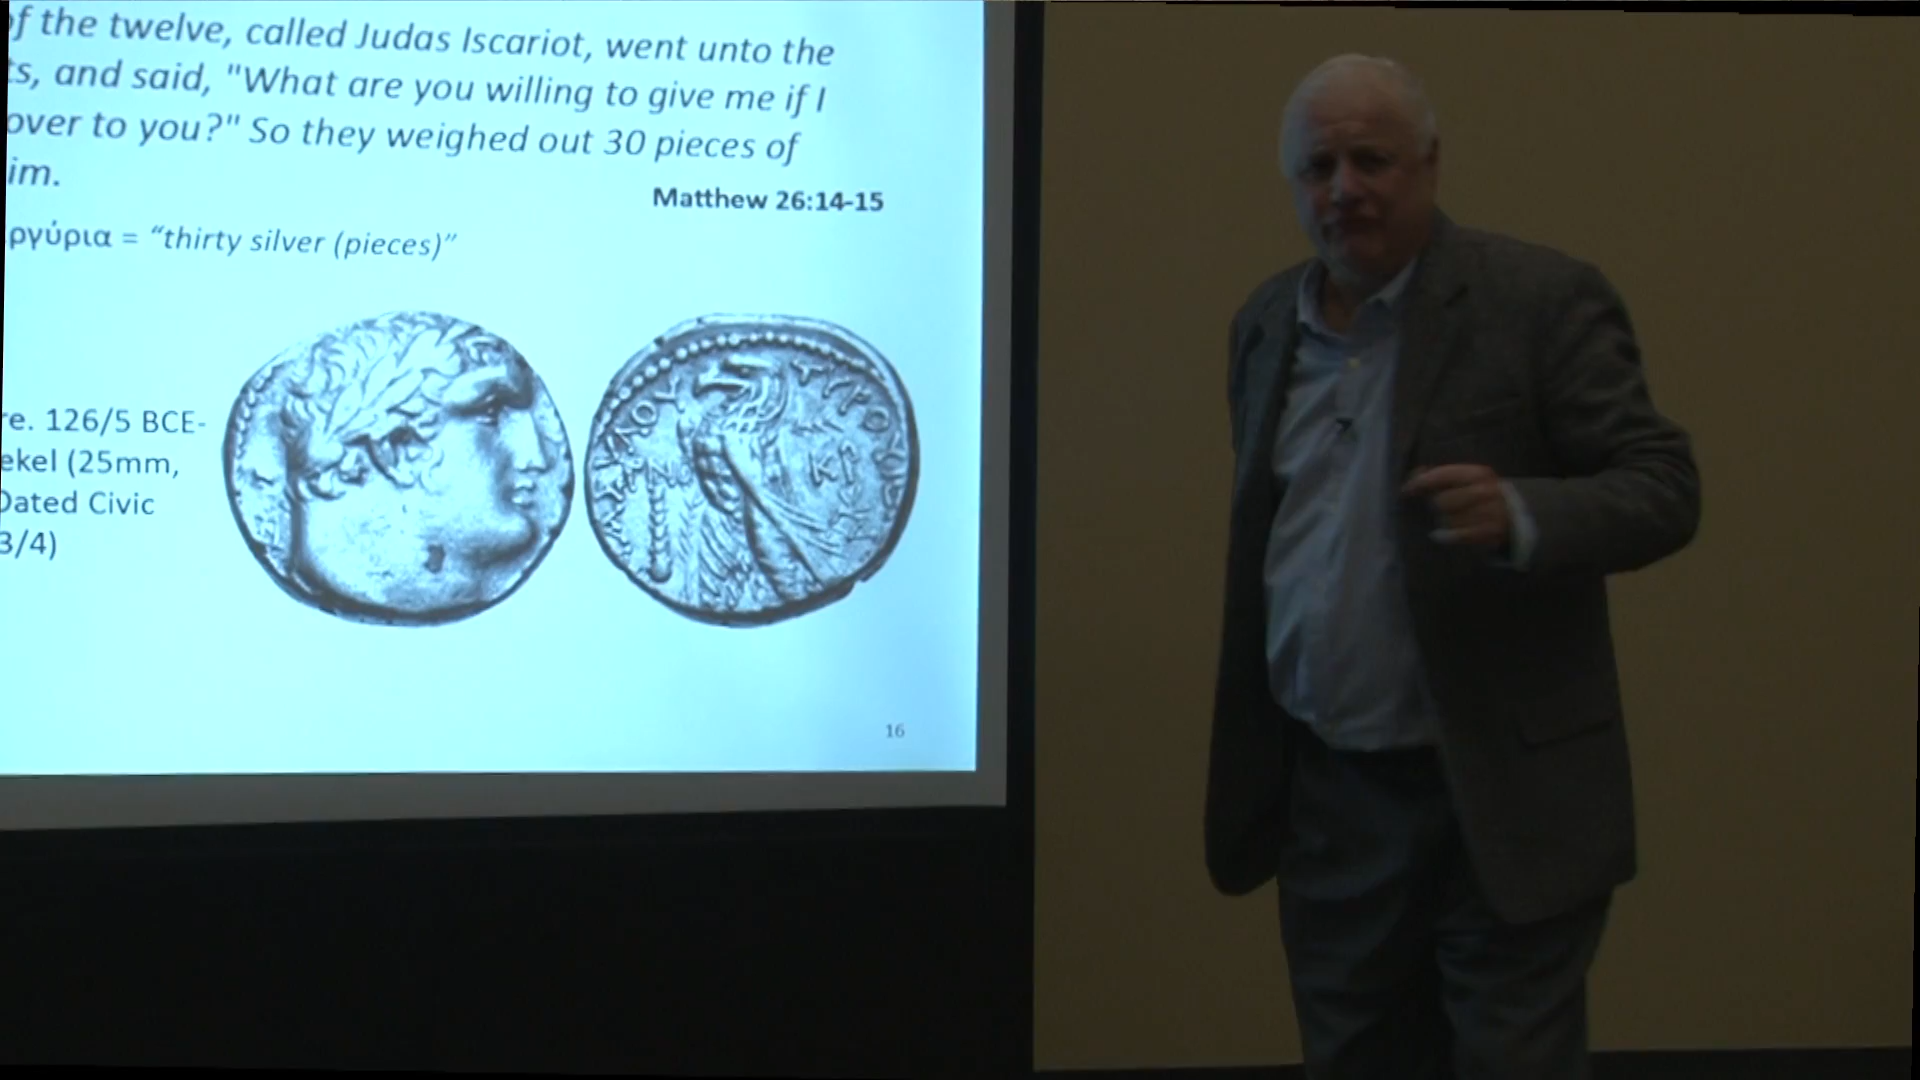 of the twelve, called Judas Iscariot, went unto the
ts, and said, "What are you willing to give me if I
over to you?" So they weighed out 30 pieces of
im.
Matthew 26:14-15
ργύρια = “thirty silver (pieces)”
re. 126/5 BCE-
ekel (25mm,
Dated Civic
3/4)
16